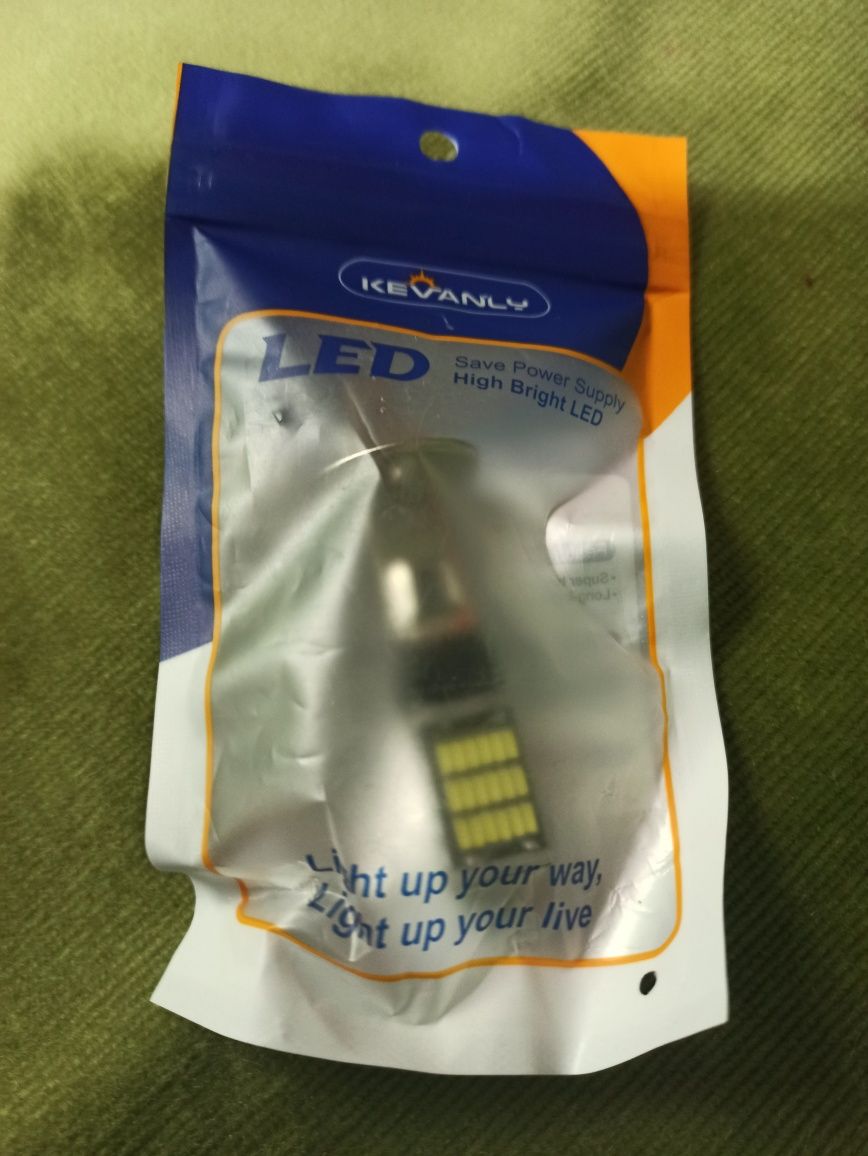 KEVANLY
LED
Save Power Supply
High Bright LED
Light up your way,
Light up your live